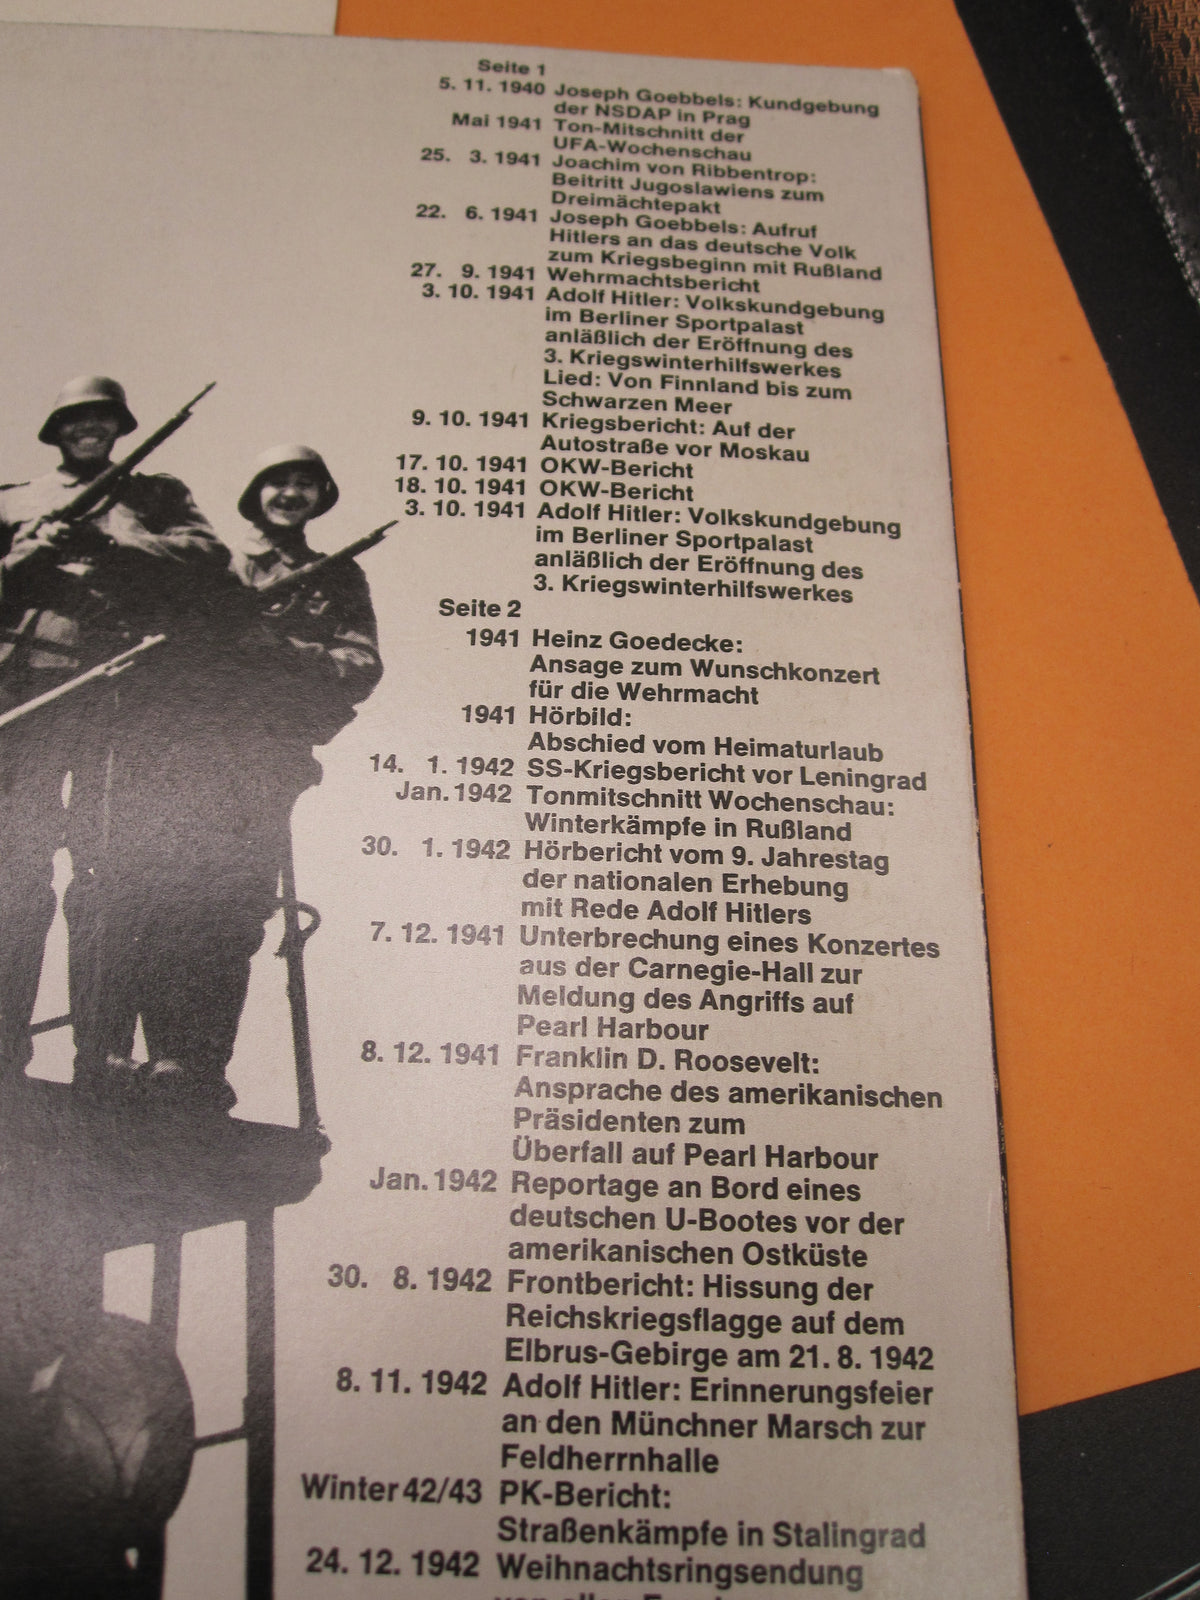 Seite 1
5. 11. 1940 Joseph Goebbels: Kundgebung
der NSDAP in Prag
Mai 1941 Ton-Mitschnitt der
UFA-Wochenschau
25. 3. 1941 Joachim von Ribbentrop:
Beitritt Jugoslawiens zum
Dreimächtepakt
22. 6. 1941 Joseph Goebbels: Aufruf
Hitlers an das deutsche Volk
zum Kriegsbeginn mit Rußland
27. 9. 1941 Wehrmachtsbericht
3. 10. 1941 Adolf Hitler: Volkskundgebung
im Berliner Sportpalast
anläßlich der Eröffnung des
3. Kriegswinterhilfswerkes
Lied: Von Finnland bis zum
Schwarzen Meer
9. 10. 1941 Kriegsbericht: Auf der
Autostraße vor Moskau
17. 10. 1941 OKW-Bericht
18. 10. 1941 OKW-Bericht
3. 10. 1941 Adolf Hitler: Volkskundgebung
im Berliner Sportpalast
anläßlich der Eröffnung des
3. Kriegswinterhilfswerkes
Seite 2
1941 Heinz Goedecke:
Ansage zum Wunschkonzert
für die Wehrmacht
1941 Hörbild:
Abschied vom Heimaturlaub
14. 1. 1942 SS-Kriegsbericht vor Leningrad
Jan. 1942 Tonmitschnitt Wochenschau:
Winterkämpfe in Rußland
30. 1. 1942 Hörbericht vom 9. Jahrestag
der nationalen Erhebung
mit Rede Adolf Hitlers
7. 12. 1941 Unterbrechung eines Konzertes
aus der Carnegie-Hall zur
Meldung des Angriffs auf
Pearl Harbour
8. 12. 1941 Franklin D. Roosevelt:
Ansprache des amerikanischen
Präsidenten zum
Überfall auf Pearl Harbour
Jan. 1942 Reportage an Bord eines
deutschen U-Bootes vor der
amerikanischen Ostküste
30. 8. 1942 Frontbericht: Hissung der
Reichskriegsflagge auf dem
Elbrus-Gebirge am 21. 8. 1942
8. 11. 1942 Adolf Hitler: Erinnerungsfeier
an den Münchner Marsch zur
Feldherrnhalle
Winter 42/43 PK-Bericht:
Straßenkämpfe in Stalingrad
24. 12. 1942 Weihnachtsringsendung